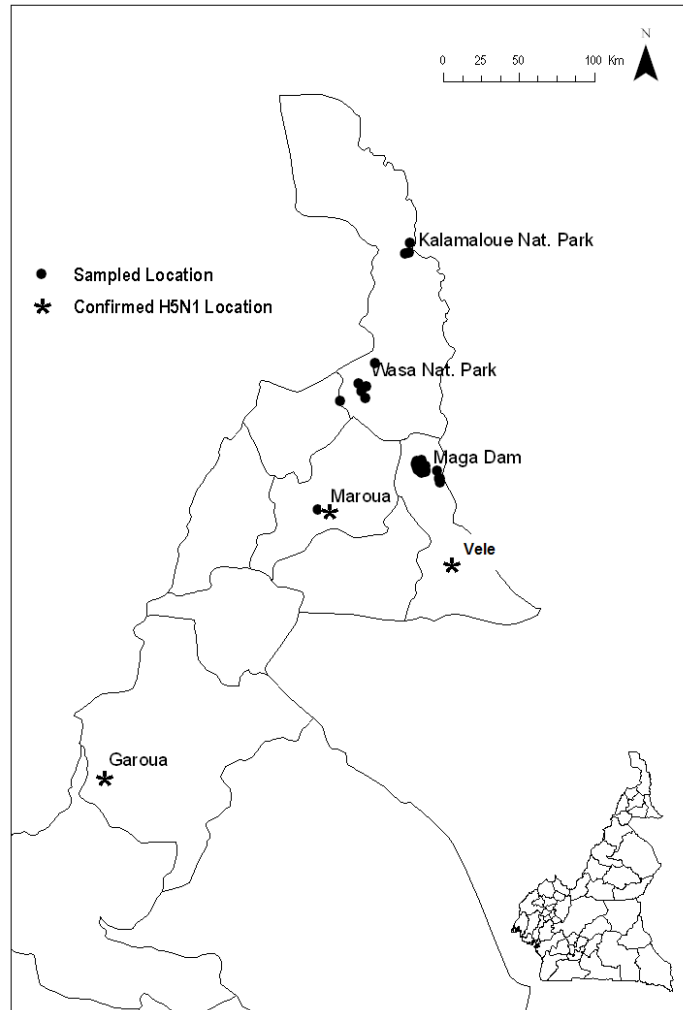 N
0 25 50 100 Km
Kalamaloue Nat. Park
Sampled Location
Confirmed H5N1 Location
Wasa Nat. Park
Maga Dam
Maroua
Vele
Garoua